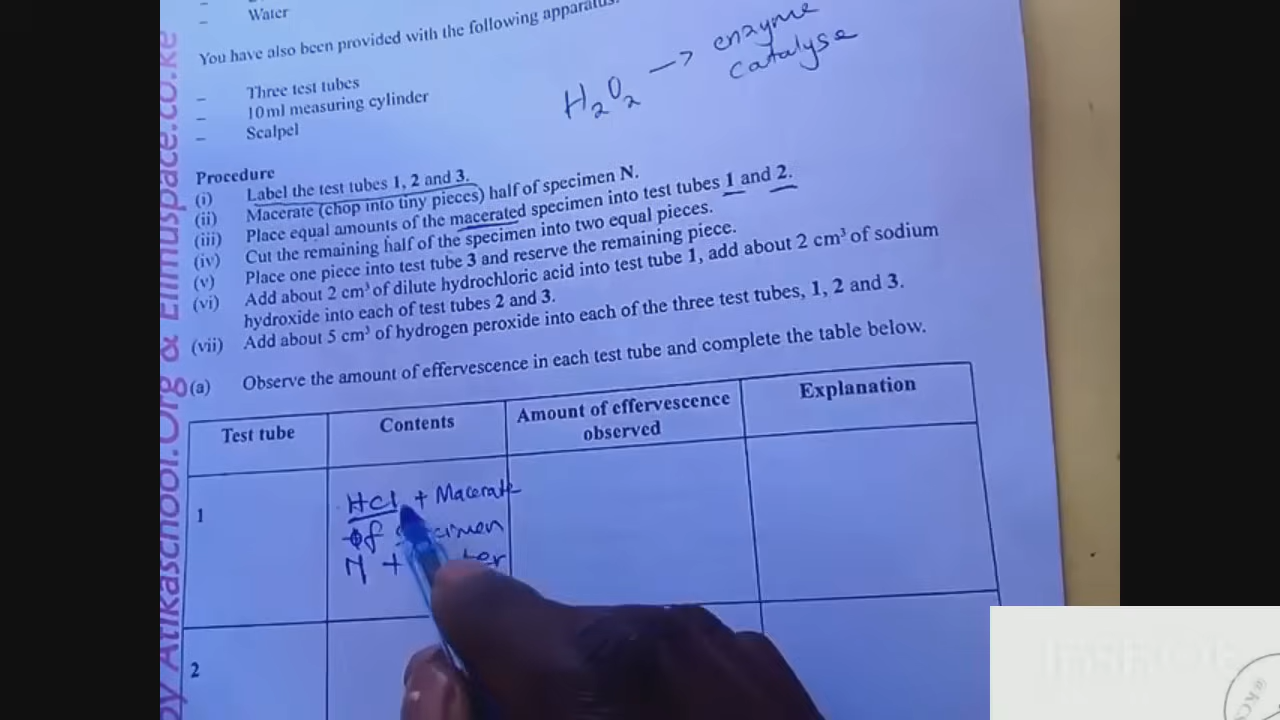 - Water
You have also been provided with the following apparatus.
- Three test tubes
- 10 ml measuring cylinder
- Scalpel
H2O2 → enzyme
catalyse
Procedure
(i) Label the test tubes 1, 2 and 3.
(ii) Macerate (chop into tiny pieces) half of specimen N.
(iii) Place equal amounts of the macerated specimen into test tubes 1 and 2.
(iv) Cut the remaining half of the specimen into two equal pieces.
(v) Place one piece into test tube 3 and reserve the remaining piece.
(vi) Add about 2 cm³ of dilute hydrochloric acid into test tube 1, add about 2 cm³ of sodium
hydroxide into each of test tubes 2 and 3.
(vii) Add about 5 cm³ of hydrogen peroxide into each of the three test tubes, 1, 2 and 3.
(a) Observe the amount of effervescence in each test tube and complete the table below.
Test tube Contents Amount of effervescence observed Explanation
1 HCl + Macerate
of specimen
N +
2
by Atikaschool.Org & Elimuspace.co.ke